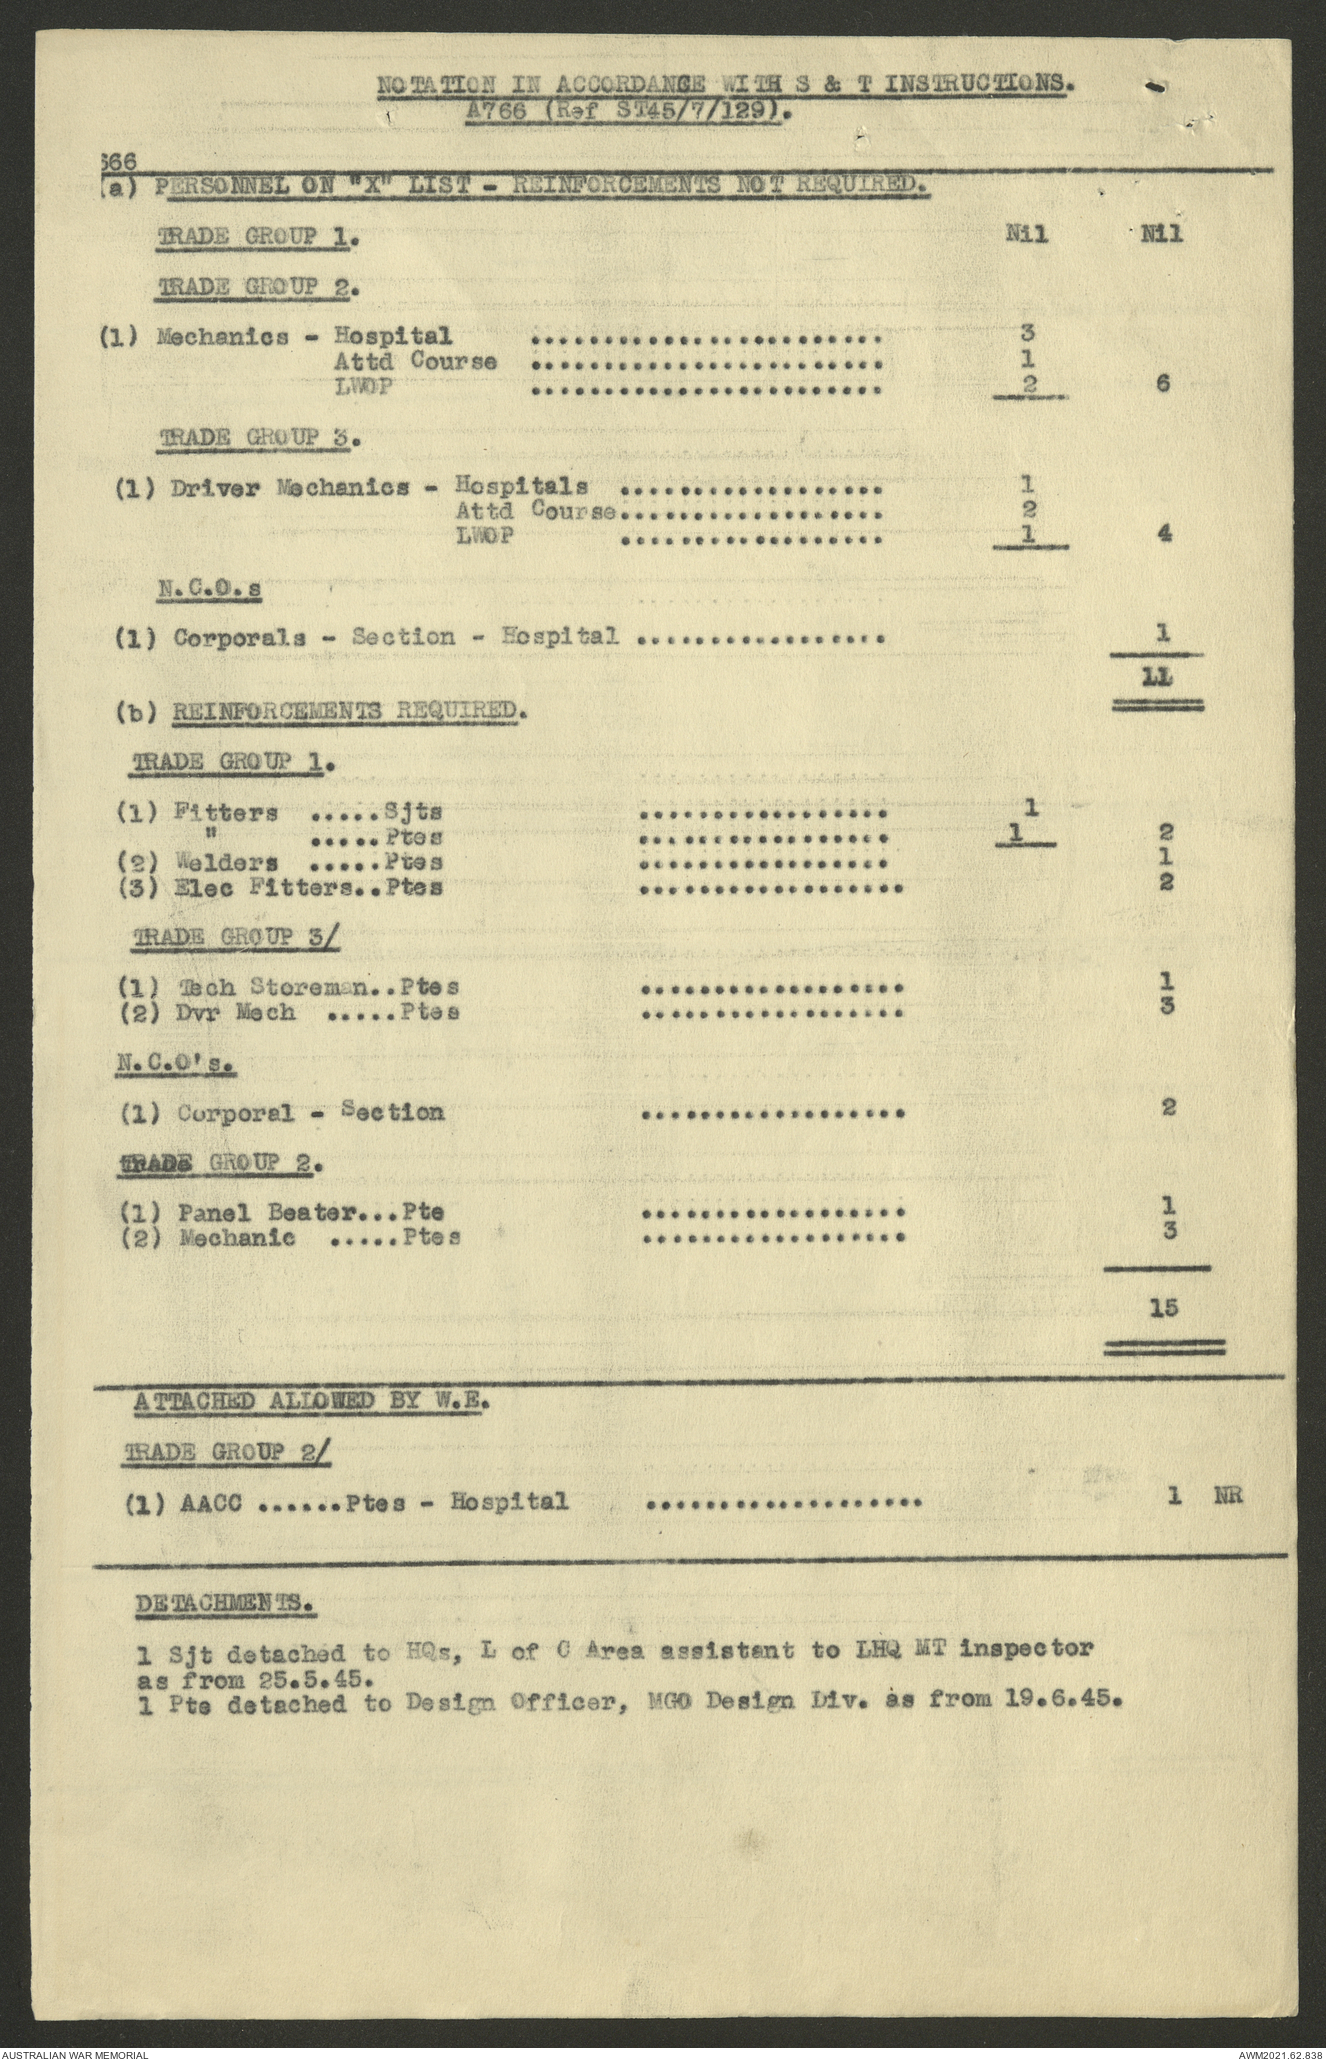 NOTATION IN ACCORDANCE WITH S & T INSTRUCTIONS.
A766 (Ref ST45/7/129).
666
(a) PERSONNEL ON "X" LIST - REINFORCEMENTS NOT REQUIRED.
TRADE GROUP 1. Nil Nil
TRADE GROUP 2.
(1) Mechanics - Hospital ........................ 3
Attd Course ........................ 1
LWOP ........................ 2 6
TRADE GROUP 3.
(1) Driver Mechanics - Hospitals .................. 1
Attd Course.................. 2
LWOP .................. 1 4
N.C.O.s
(1) Corporals - Section - Hospital ................. 1
11
(b) REINFORCEMENTS REQUIRED.
TRADE GROUP 1.
(1) Fitters .....Sjts ................. 1
" .....Ptes ................. 1 2
(2) Welders .....Ptes ................. 1
(3) Elec Fitters..Ptes .................. 2
TRADE GROUP 3/
(1) Tech Storeman..Ptes .................. 1
(2) Dvr Mech .....Ptes .................. 3
N.C.O's.
(1) Corporal - Section .................. 2
TRADE GROUP 2.
(1) Panel Beater...Pte .................. 1
(2) Mechanic .....Ptes .................. 3
15
ATTACHED ALLOWED BY W.E.
TRADE GROUP 2/
(1) AACC ......Ptes - Hospital ................... 1 NR
DETACHMENTS.
1 Sjt detached to HQs, L of C Area assistant to LHQ MT inspector
as from 25.5.45.
1 Pte detached to Design Officer, MGO Design Div. as from 19.6.45.
AUSTRALIAN WAR MEMORIAL
AWM2021.62.838